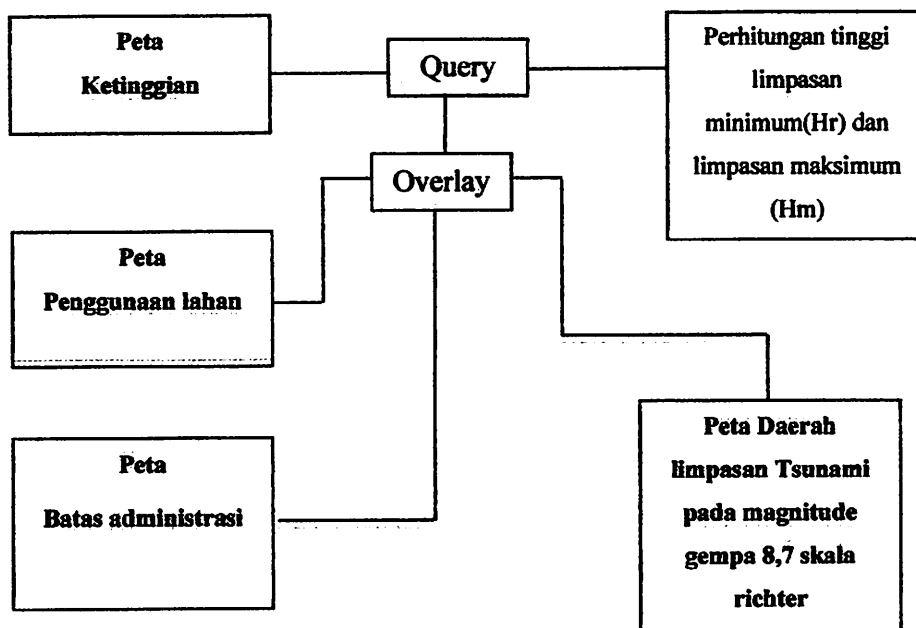 Peta
Ketinggian
Query
Perhitungan tinggi
limpasan
minimum(Hr) dan
limpasan maksimum
(Hm)
Overlay
Peta
Penggunaan lahan
Peta
Batas administrasi
Peta Daerah
limpasan Tsunami
pada magnitude
gempa 8,7 skala
richter